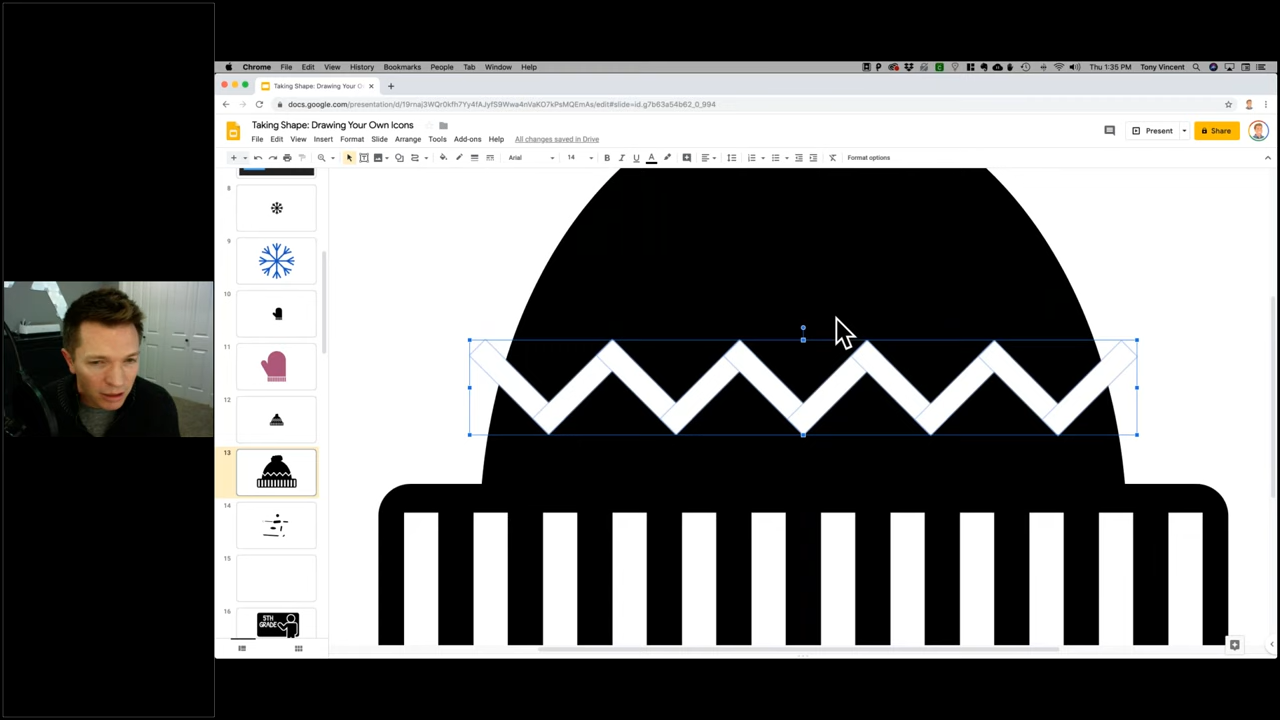 Chrome File Edit View History Bookmarks People Tab Window Help Thu 1:35 PM Tony Vincent
Taking Shape: Drawing Your O
docs.google.com/presentation/d/19rnaj3WQr0kfh7Yy4fAJyfS9Wwa4nVaKO7kPsMQEmAs/edit#slide=id.g7b63a54b62_0_994
Taking Shape: Drawing Your Own Icons
File Edit View Insert Format Slide Arrange Tools Add-ons Help All changes saved in Drive
Present
Share
Arial 14 B I U A Format options
8
9
10
11
12
13
14
15
16
5TH
GRADE